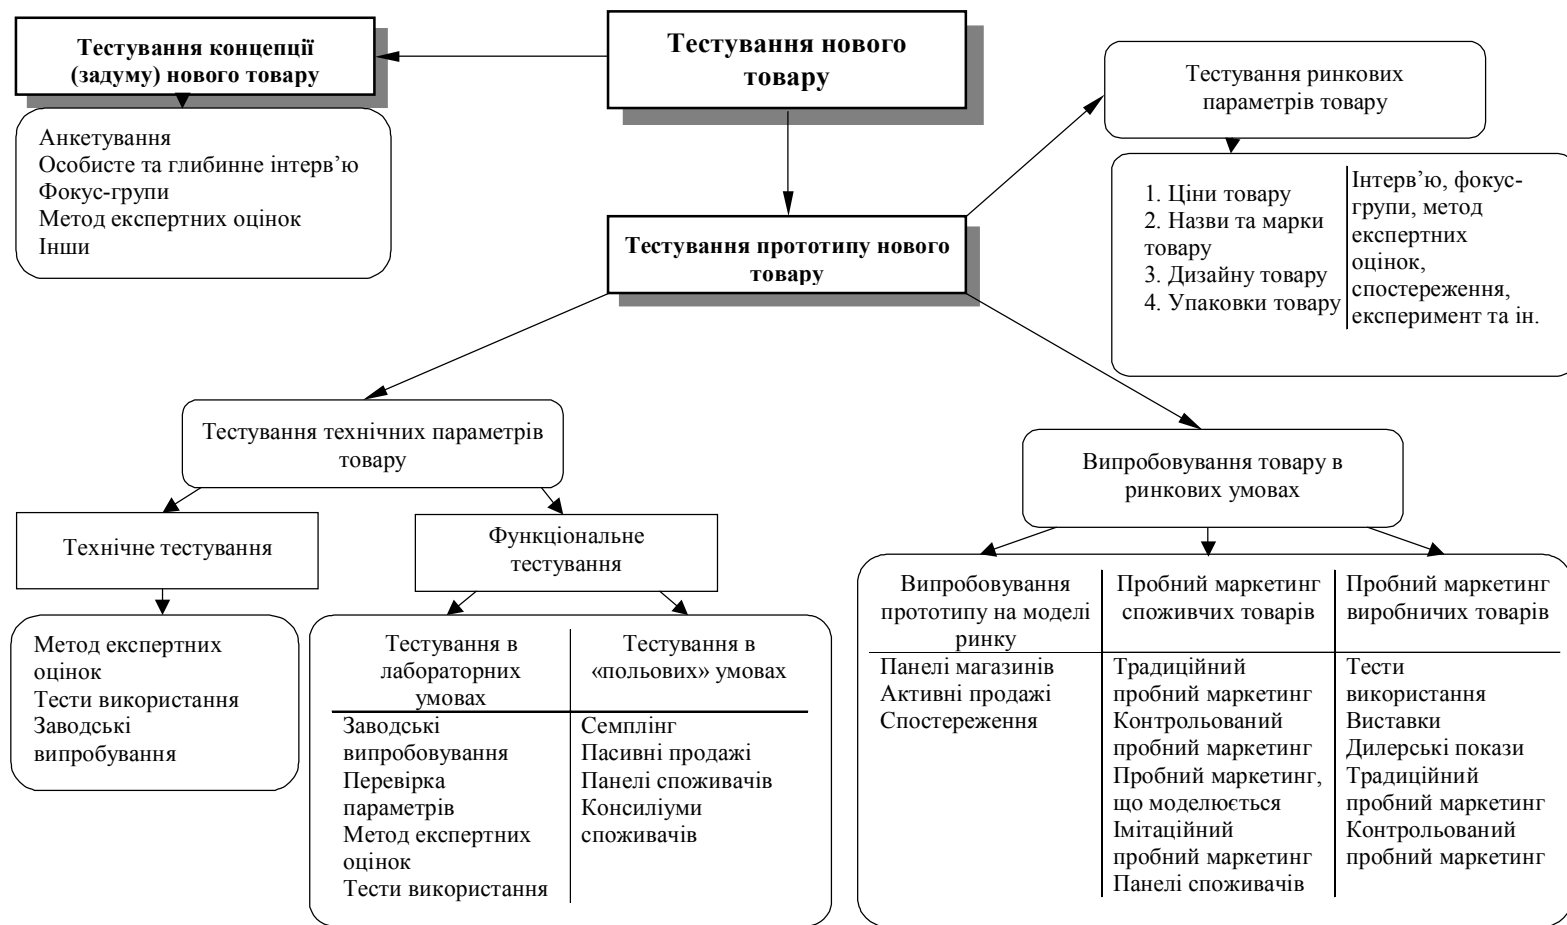 Тестування концепції
(задуму) нового товару
Тестування нового
товару
Тестування ринкових
параметрів товару
Анкетування
Особисте та глибинне інтерв’ю
Фокус-групи
Метод експертних оцінок
Інши
1. Ціни товару
2. Назви та марки
товару
3. Дизайну товару
4. Упаковки товару
Інтерв’ю, фокус-
групи, метод
експертних
оцінок,
спостереження,
експеримент та ін.
Тестування прототипу нового
товару
Тестування технічних параметрів
товару
Випробовування товару в
ринкових умовах
Технічне тестування
Функціональне
тестування
Метод експертних
оцінок
Тести використання
Заводські
випробування
Тестування в
лабораторних
умовах
Заводські
випробовування
Перевірка
параметрів
Метод експертних
оцінок
Тести використання
Тестування в
«польових» умовах
Семплінг
Пасивні продажі
Панелі споживачів
Консиліуми
споживачів
Випробовування
прототипу на моделі
ринку
Панелі магазинів
Активні продажі
Спостереження
Пробний маркетинг
споживчих товарів
Традиційний
пробний маркетинг
Контрольований
пробний маркетинг
Пробний маркетинг,
що моделюється
Імітаційний
пробний маркетинг
Панелі споживачів
Пробний маркетинг
виробничих товарів
Тести
використання
Виставки
Дилерські покази
Традиційний
пробний маркетинг
Контрольований
пробний маркетинг